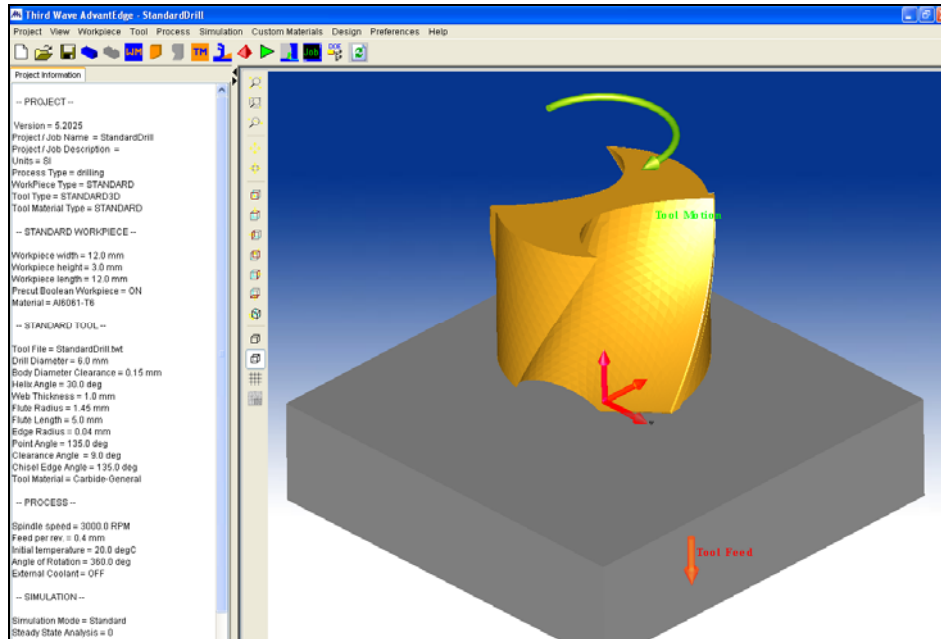 Third Wave AdvantEdge - StandardDrill
Project View Workpiece Tool Process Simulation Custom Materials Design Preferences Help
WM TM Job DOE
Project Information
-- PROJECT --
Version = 5.2025
Project / Job Name = StandardDrill
Project / Job Description =
Units = SI
Process Type = drilling
WorkPiece Type = STANDARD
Tool Type = STANDARD3D
Tool Material Type = STANDARD
-- STANDARD WORKPIECE --
Workpiece width = 12.0 mm
Workpiece height = 3.0 mm
Workpiece length = 12.0 mm
Precut Boolean Workpiece = ON
Material = Al6061-T6
-- STANDARD TOOL --
Tool File = StandardDrill.twt
Drill Diameter = 6.0 mm
Body Diameter Clearance = 0.15 mm
Helix Angle = 30.0 deg
Web Thickness = 1.0 mm
Flute Radius = 1.45 mm
Flute Length = 5.0 mm
Edge Radius = 0.04 mm
Point Angle = 135.0 deg
Clearance Angle = 9.0 deg
Chisel Edge Angle = 135.0 deg
Tool Material = Carbide-General
-- PROCESS --
Spindle speed = 3000.0 RPM
Feed per rev. = 0.4 mm
Initial temperature = 20.0 degC
Angle of Rotation = 360.0 deg
External Coolant = OFF
-- SIMULATION --
Simulation Mode = Standard
Steady State Analysis = 0
Tool Motion
Tool Feed